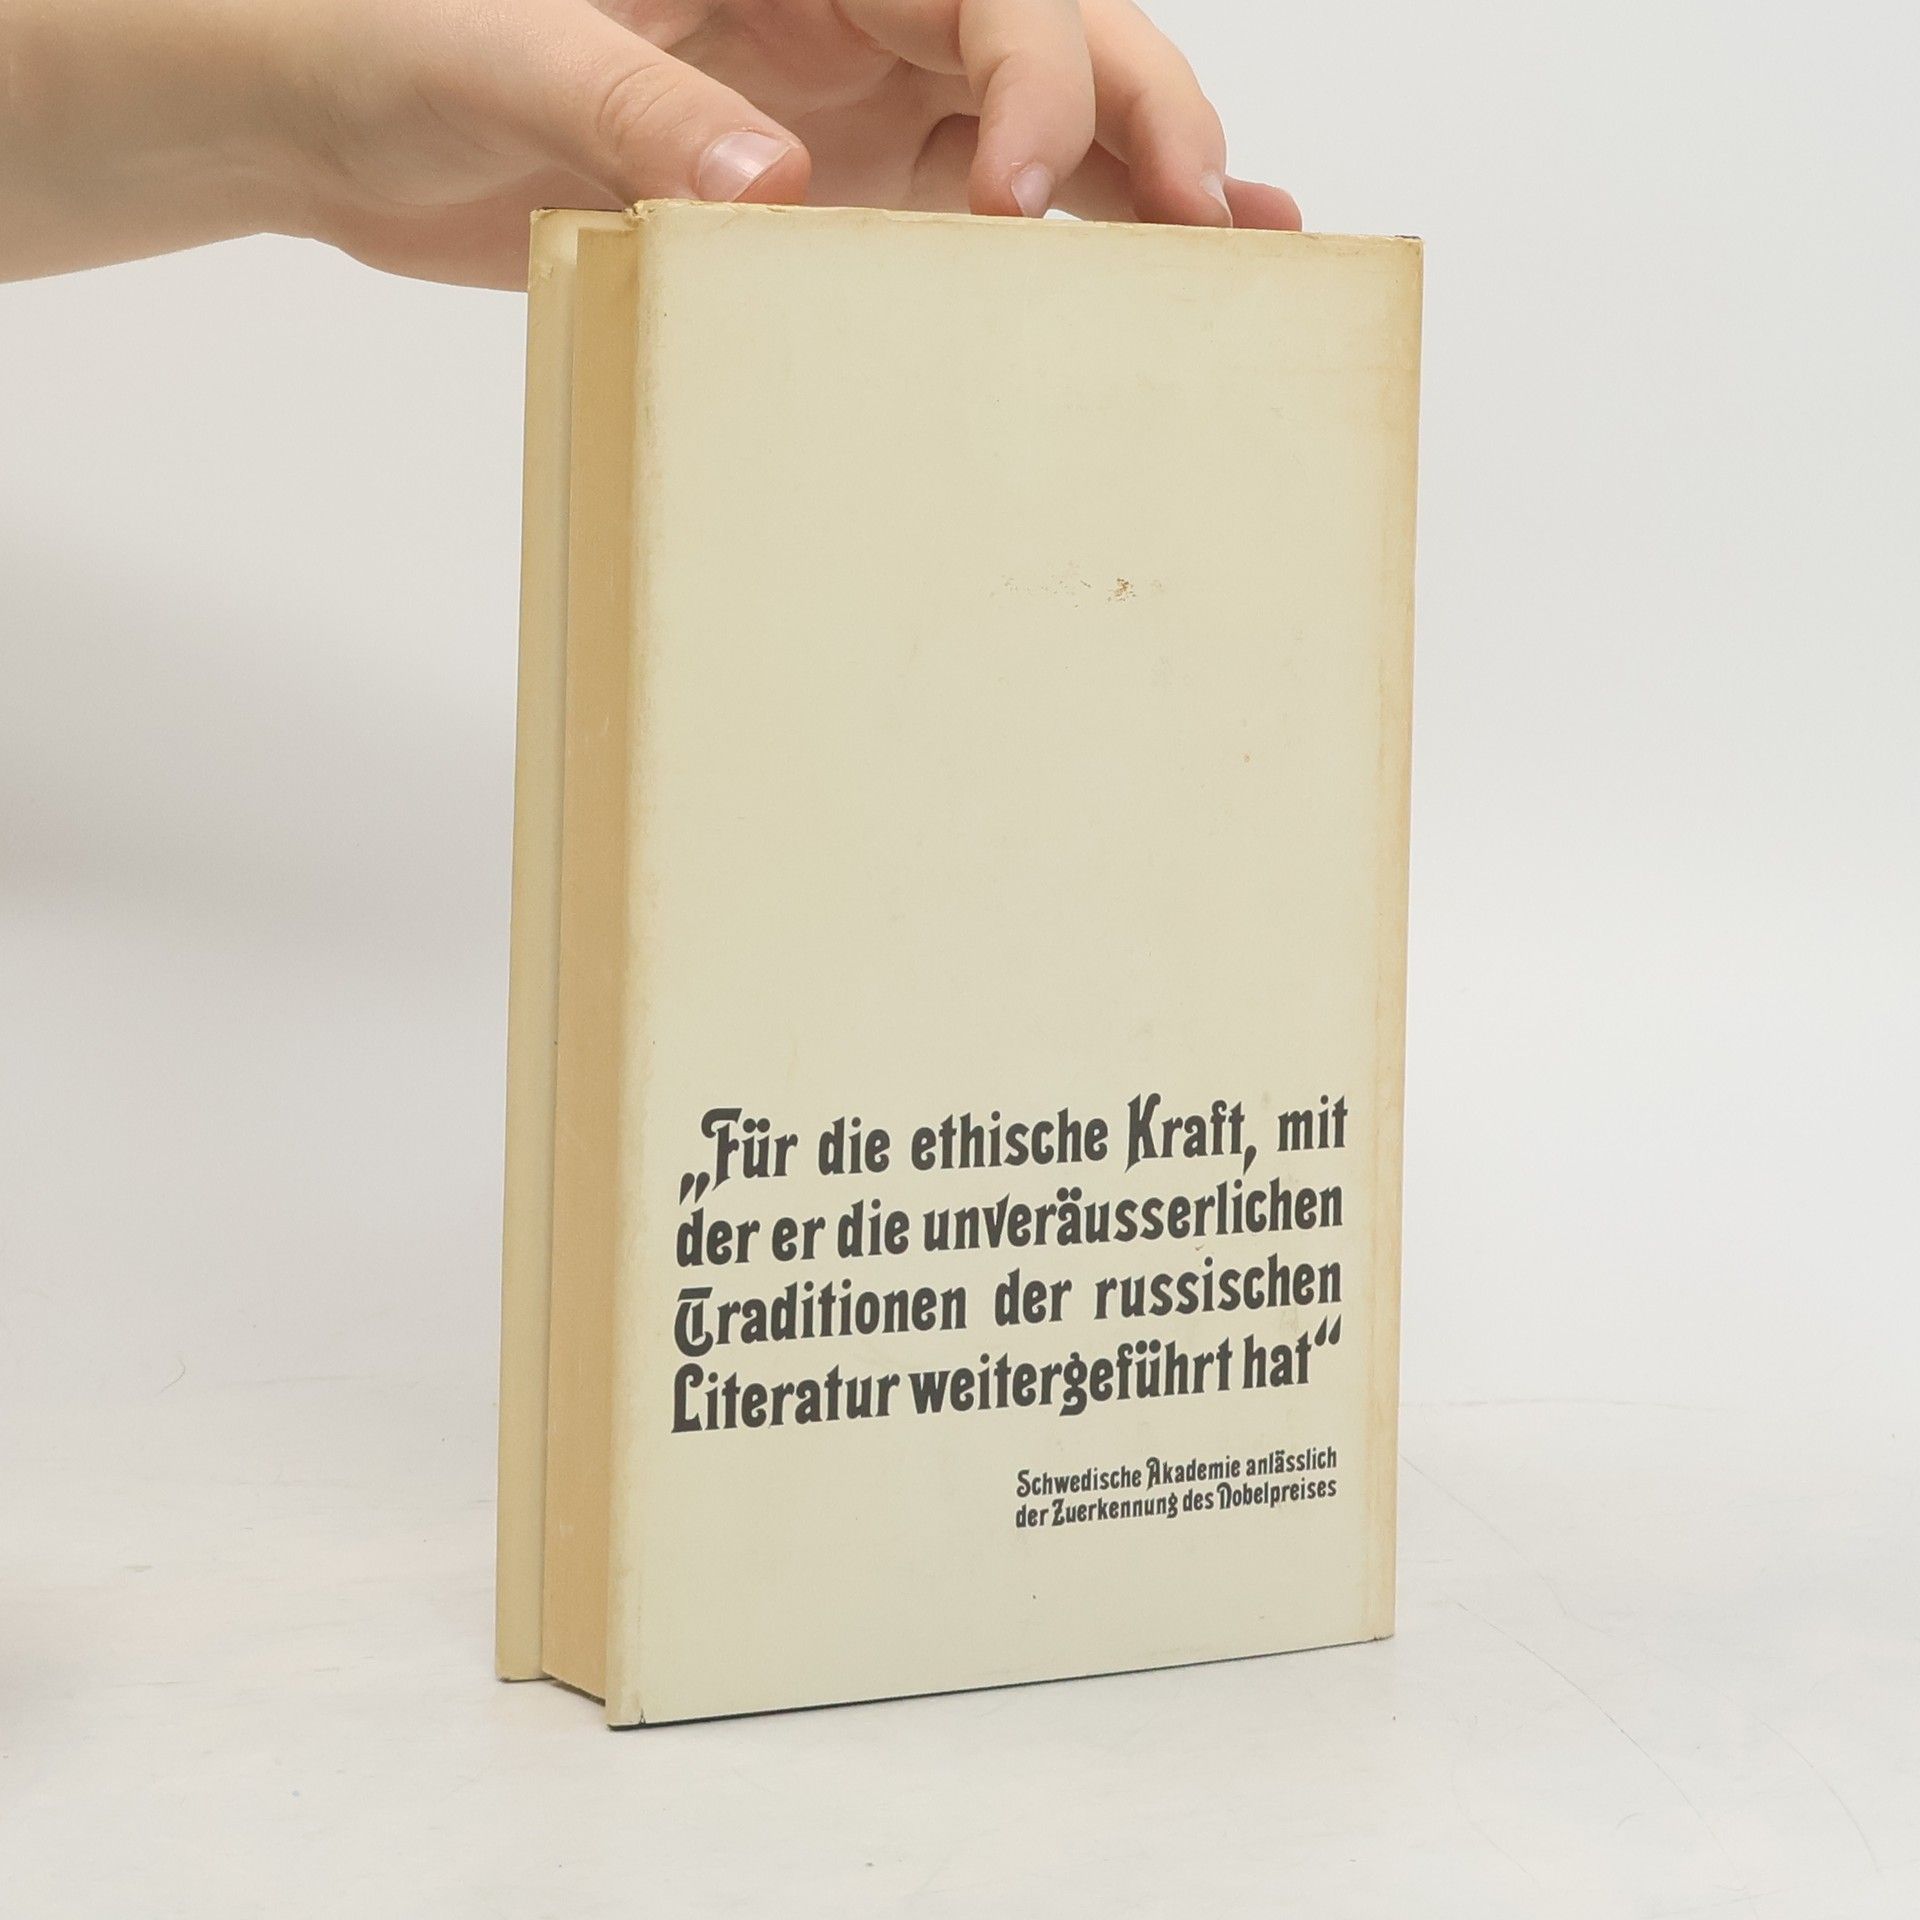 „Für die ethische Kraft, mit
der er die unveräusserlichen
Traditionen der russischen
Literatur weitergeführt hat“
Schwedische Akademie anlässlich
der Zuerkennung des Nobelpreises